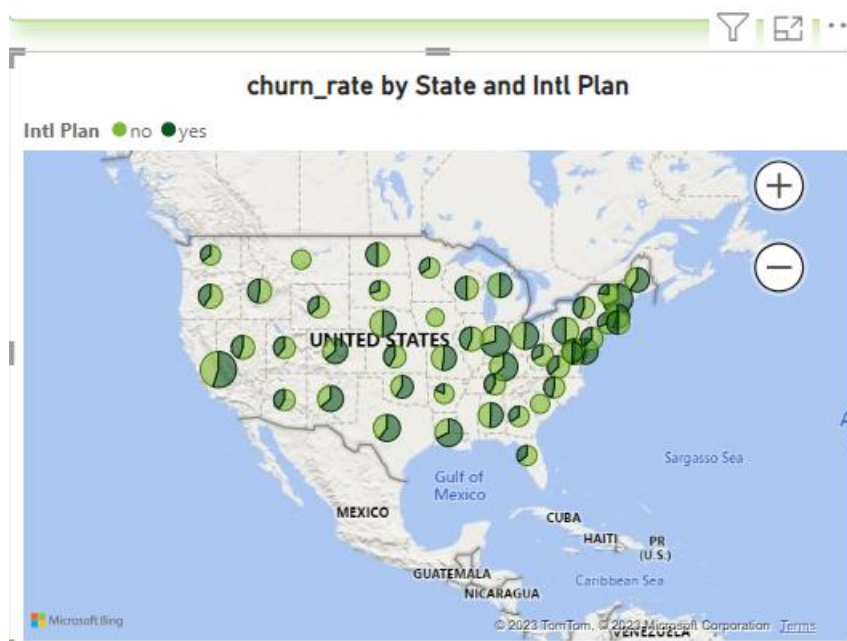 churn_rate by State and Intl Plan
Intl Plan no yes
UNITED STATES
Sargasso Sea
Gulf of
Mexico
MEXICO
CUBA
HAITI
PR
(U.S.)
GUATEMALA
Caribbean Sea
NICARAGUA
Microsoft Bing
© 2023 TomTom, © 2023 Microsoft Corporation Terms
VENEZUELA